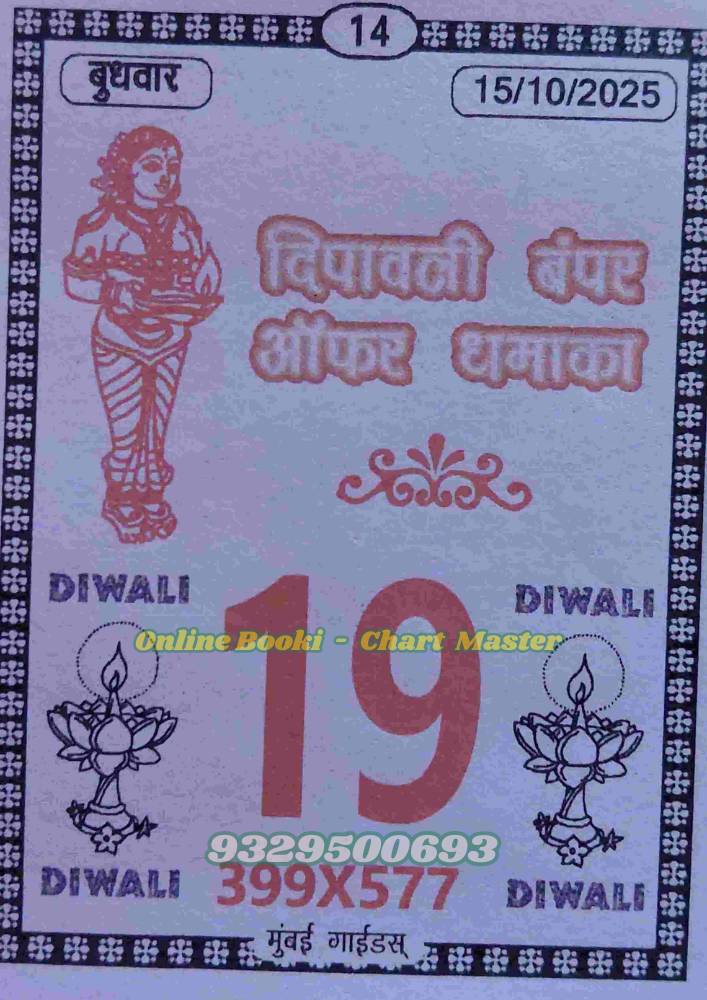 14
बुधवार
15/10/2025
दिपावली बंपर
ऑफर धमाका
DIWALI
DIWALI
19
Online Booki - Chart Master
9329500693
DIWALI
399X577
DIWALI
मुंबई गाईडस्